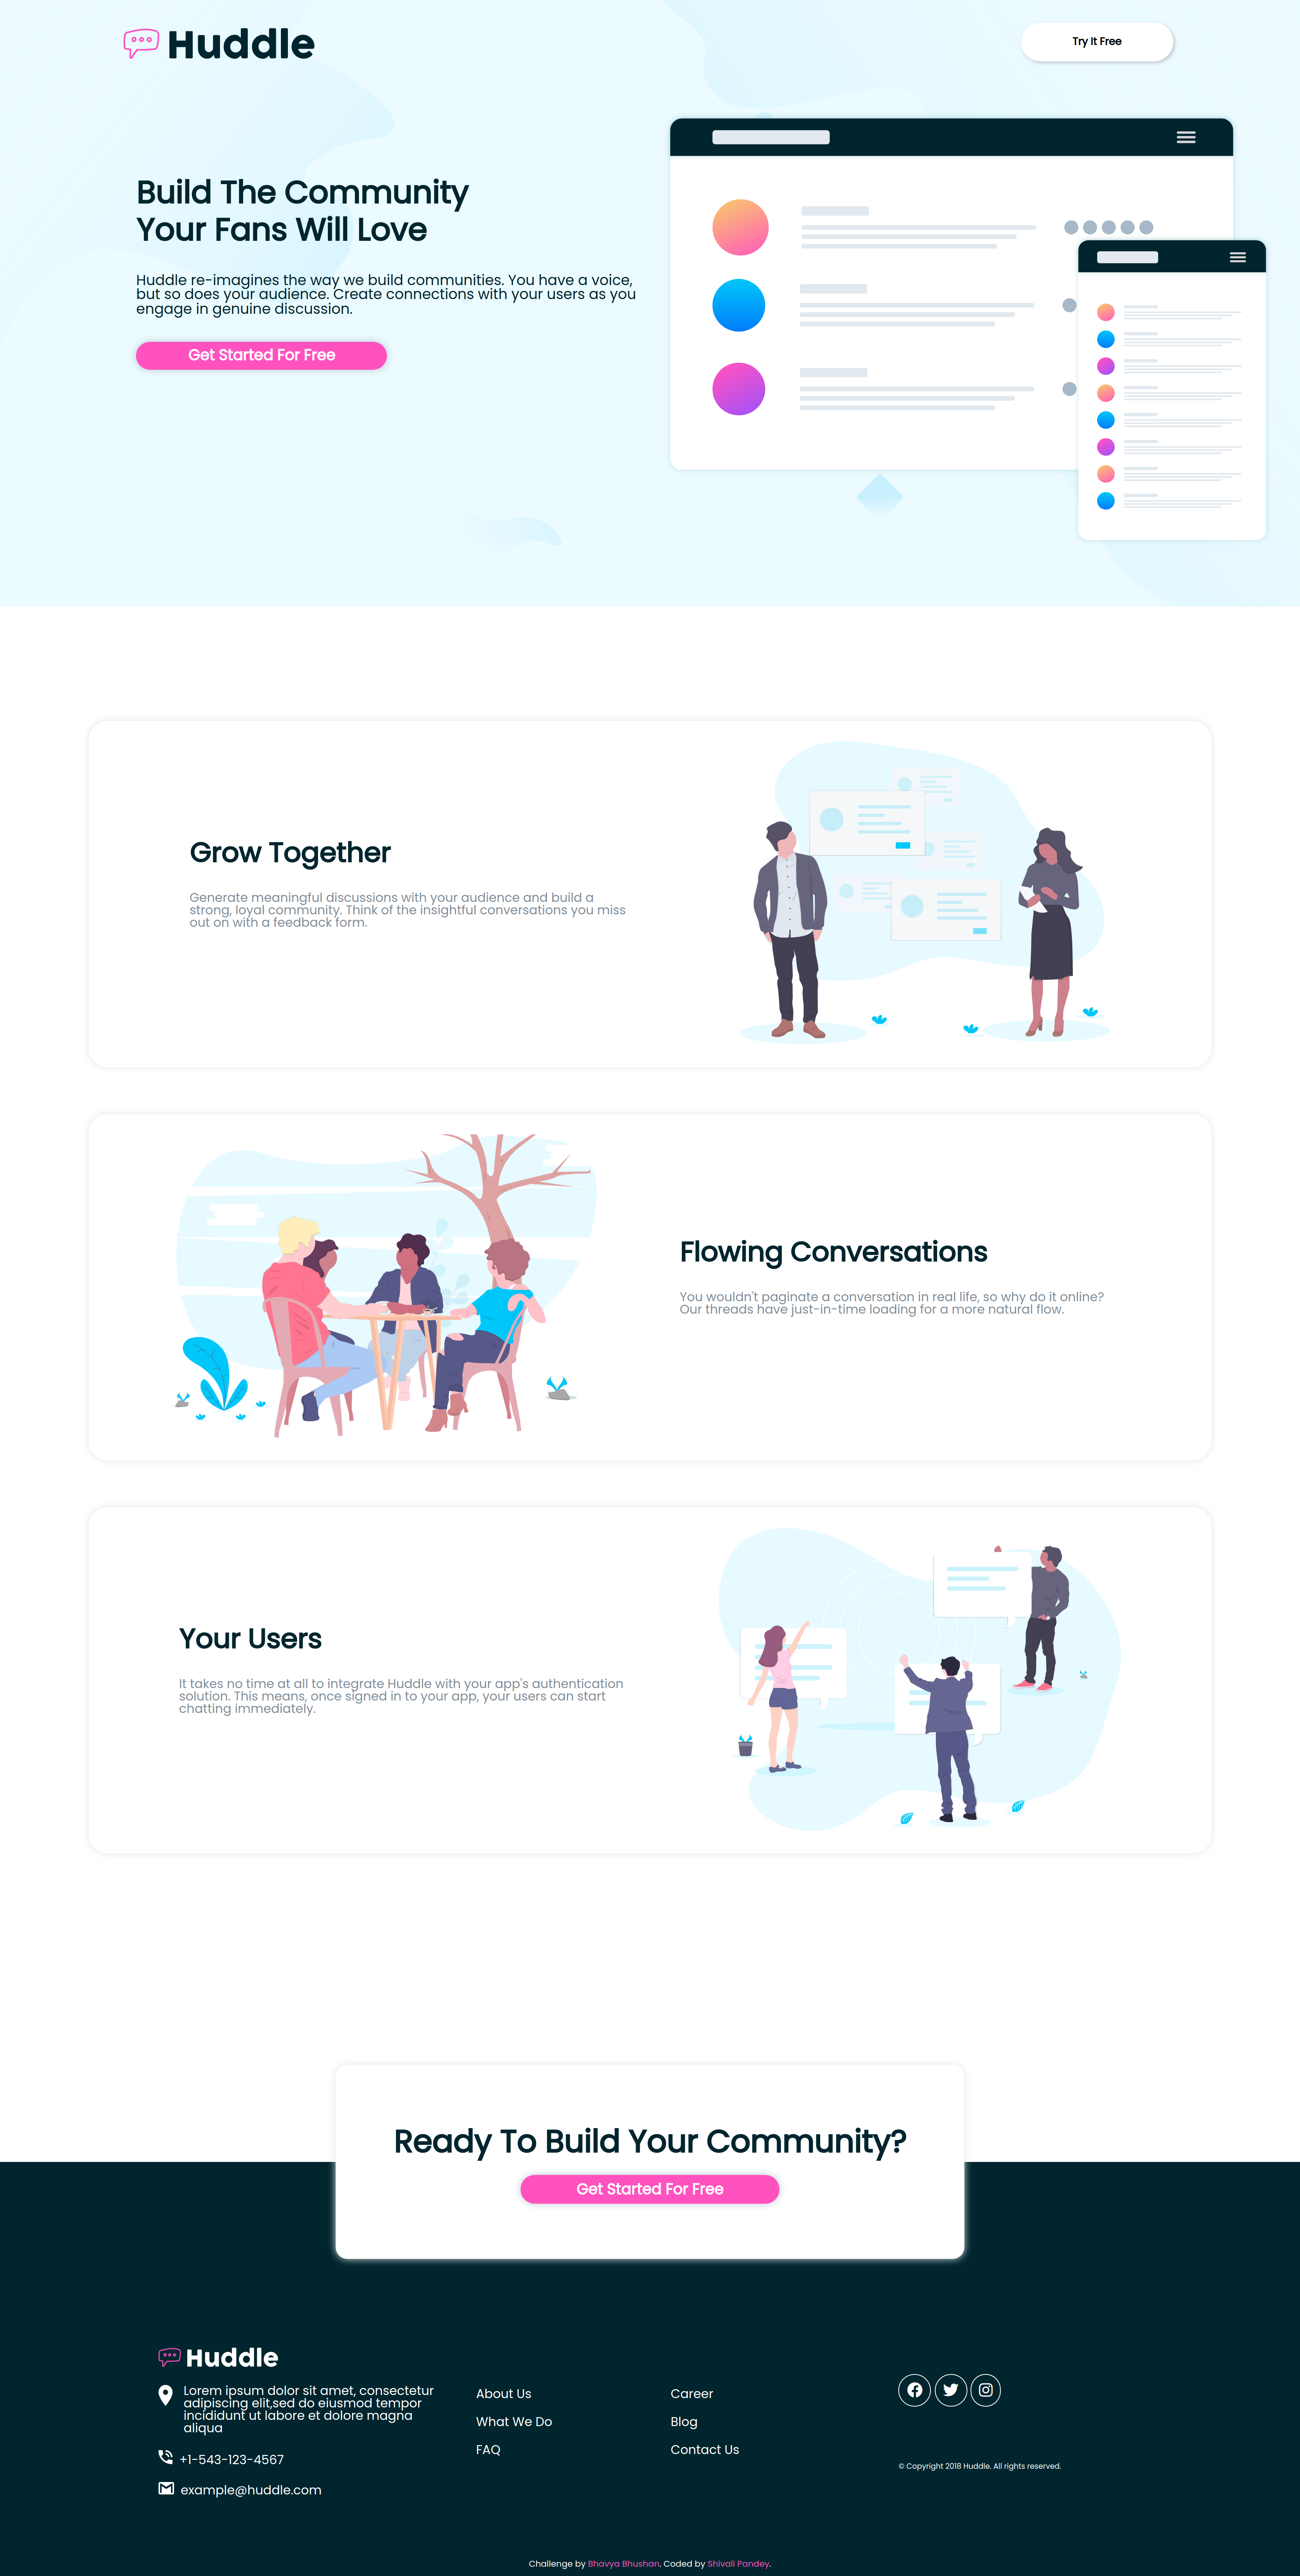 Huddle
Try It Free
Build The Community
Your Fans Will Love
Huddle re-imagines the way we build communities. You have a voice,
but so does your audience. Create connections with your users as you
engage in genuine discussion.
Get Started For Free
Grow Together
Generate meaningful discussions with your audience and build a
strong, loyal community. Think of the insightful conversations you miss
out on with a feedback form.
Flowing Conversations
You wouldn't paginate a conversation in real life, so why do it online?
Our threads have just-in-time loading for a more natural flow.
Your Users
It takes no time at all to integrate Huddle with your app's authentication
solution. This means, once signed in to your app, your users can start
chatting immediately.
Ready To Build Your Community?
Get Started For Free
Huddle
Lorem ipsum dolor sit amet, consectetur
adipiscing elit,sed do eiusmod tempor
incididunt ut labore et dolore magna
aliqua
+1-543-123-4567
example@huddle.com
About Us
What We Do
FAQ
Career
Blog
Contact Us
© Copyright 2018 Huddle. All rights reserved.
Challenge by Bhavya Bhushan. Coded by Shivali Pandey.